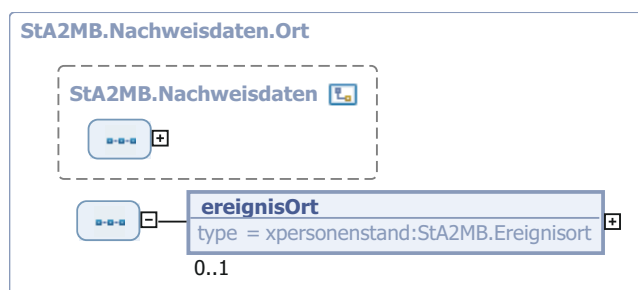 StA2MB.Nachweisdaten.Ort
StA2MB.Nachweisdaten
ereignisOrt
type = xpersonenstand:StA2MB.Ereignisort
0..1